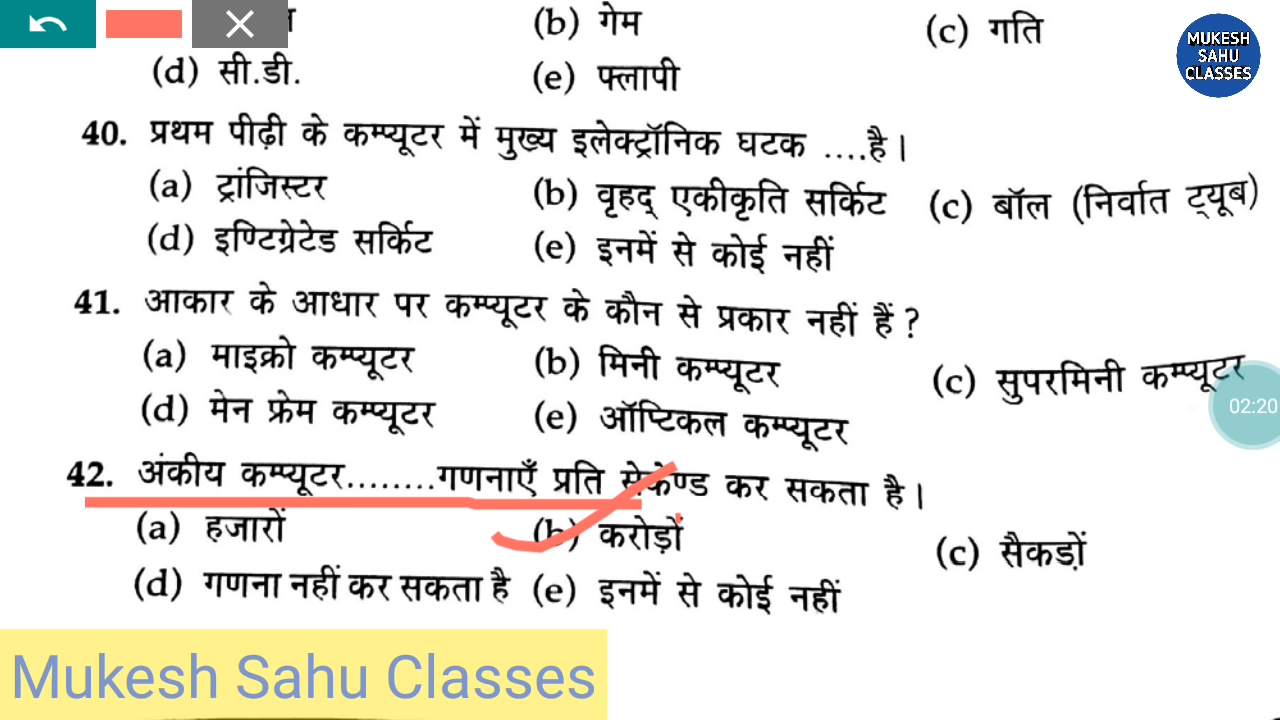 (b) गेम (c) गति
(d) सी.डी. (e) फ्लापी
MUKESH
SAHU
CLASSES
40. प्रथम पीढ़ी के कम्प्यूटर में मुख्य इलेक्ट्रॉनिक घटक ....है।
(a) ट्रांजिस्टर (b) वृहद् एकीकृति सर्किट (c) बॉल (निर्वात ट्यूब)
(d) इण्टिग्रेटेड सर्किट (e) इनमें से कोई नहीं
41. आकार के आधार पर कम्प्यूटर के कौन से प्रकार नहीं हैं ?
(a) माइक्रो कम्प्यूटर (b) मिनी कम्प्यूटर (c) सुपरमिनी कम्प्यूटर
(d) मेन फ्रेम कम्प्यूटर (e) ऑप्टिकल कम्प्यूटर
02:20
42. अंकीय कम्प्यूटर........गणनाएँ प्रति सेकेण्ड कर सकता है।
(a) हजारों (b) करोड़ों (c) सैकड़ों
(d) गणना नहीं कर सकता है (e) इनमें से कोई नहीं
Mukesh Sahu Classes